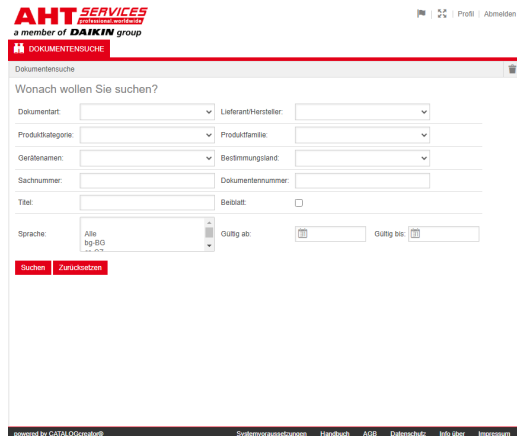 AHT SERVICES
professional.worldwide
a member of DAIKIN group
Profil | Abmelden
DOKUMENTENSUCHE
Dokumentensuche
Wonach wollen Sie suchen?
Dokumentart: Lieferant/Hersteller:
Produktkategorie: Produktfamilie:
Gerätenamen: Bestimmungsland:
Sachnummer: Dokumentennummer:
Titel: Beiblatt:
Sprache: Alle Gültig ab: Gültig bis:
bg-BG
Suchen Zurücksetzen
powered by CATALOGcreator® Systemvoraussetzungen Handbuch AGB Datenschutz Info über Impressum